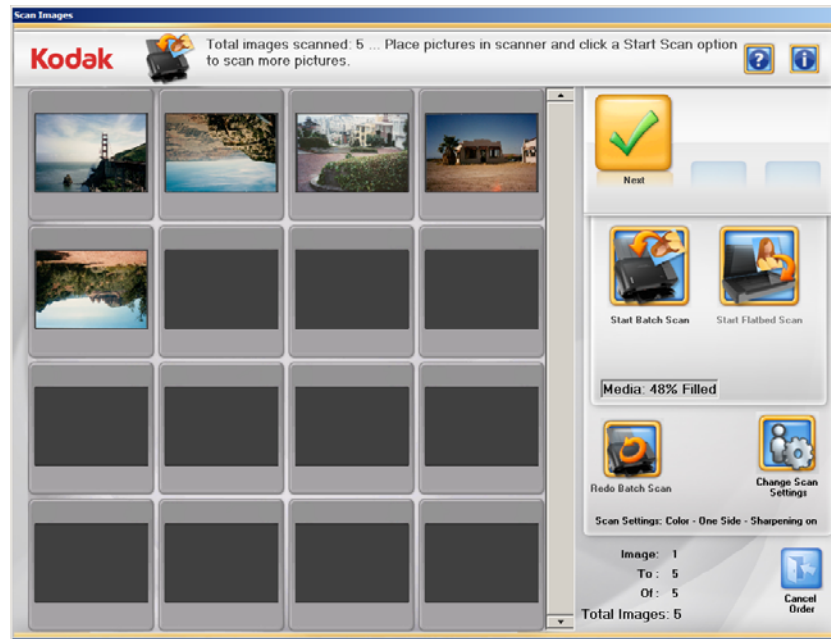 Scan Images
Kodak
Total images scanned: 5 ... Place pictures in scanner and click a Start Scan option
to scan more pictures.
Next
Start Batch Scan
Start Flatbed Scan
Media: 48% Filled
Redo Batch Scan
Change Scan
Settings
Scan Settings: Color - One Side - Sharpening on
Image: 1
To : 5
Of : 5
Total Images: 5
Cancel
Order